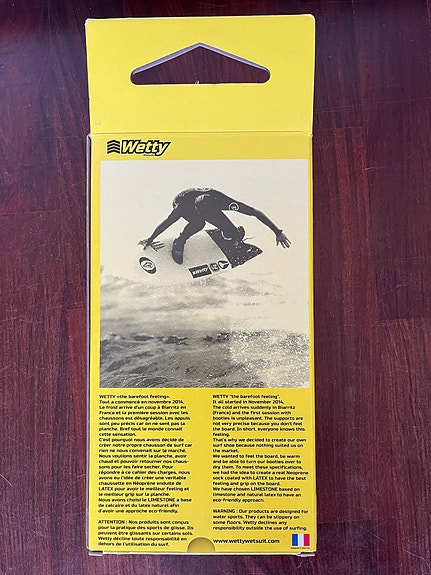 Wetty
WETTY
WETTY «the barefoot feeling».
Tout a commencé en novembre 2014,
Le froid arrive d'un coup à Biarritz en
France et la première session avec les
chaussons est désagréable. Les appuis
sont peu précis car on ne sent pas la
planche. Bref tout le monde connait
cette sensation.
C'est pourquoi nous avons décidé de
créer notre propre chausson de surf car
rien ne nous convenait sur le marché.
Nous voulions sentir la planche, avoir
chaud et pouvoir retourner nos chaus-
sons pour les faire secher. Pour
répondre à ce cahier des charges, nous
avons eu l'idée de créer une veritable
chaussette en Néoprène enduite de
LATEX pour avoir le meilleur feeling et
le meilleur grip sur la planche.
Nous avons choisi le LIMESTONE a base
de calcaire et du latex naturel afin
d'avoir une approche eco-friendly.
ATTENTION : Nos produits sont conçus
pour la pratique des sports de glisse. Ils
peuvent être glissants sur certains sols.
Wetty décline toute responsabilité en
dehors de l'utilisation du surf.
WETTY "the barefoot feeling".
It all started in November 2014,
The cold arrives suddenly in Biarritz
(France) and the first session with
booties is unpleasant. The supports are
not very precise because you don't feel
the board. In short, everyone knows this
feeling.
That's why we decided to create our own
surf shoe because nothing suited us on
the market.
We wanted to feel the board, be warm
and be able to turn our booties over to
dry them. To meet these specifications,
we had the idea to create a real Neoprene
sock coated with LATEX to have the best
feeling and grip on the board.
We have chosen LIMESTONE based on
limestone and natural latex to have an
eco-friendly approach.
WARNING : Our products are designed for
water sports. They can be slippery on
some floors. Wetty declines any
responsibility outside the use of surfing.
www.wettywetsuit.com